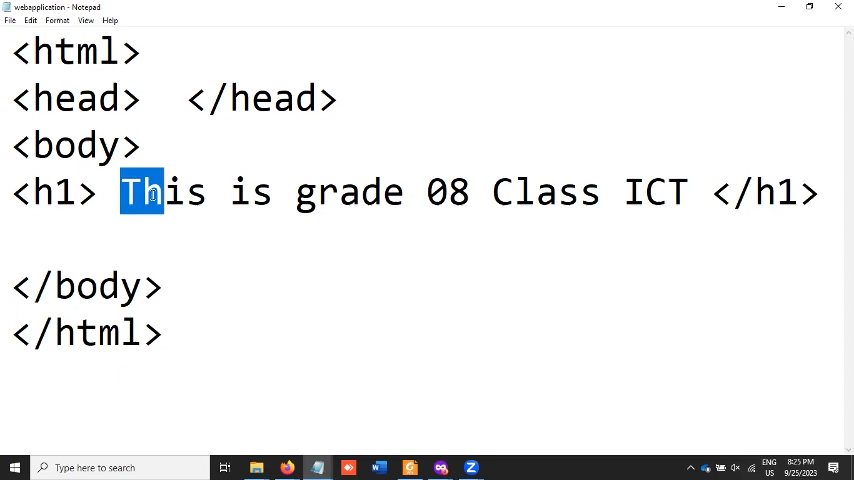 webapplication - Notepad
File Edit Format View Help
<html>
<head> </head>
<body>
<h1> This is grade 08 Class ICT </h1>
</body>
</html>
Type here to search
ENG
US
8:25 PM
9/25/2023